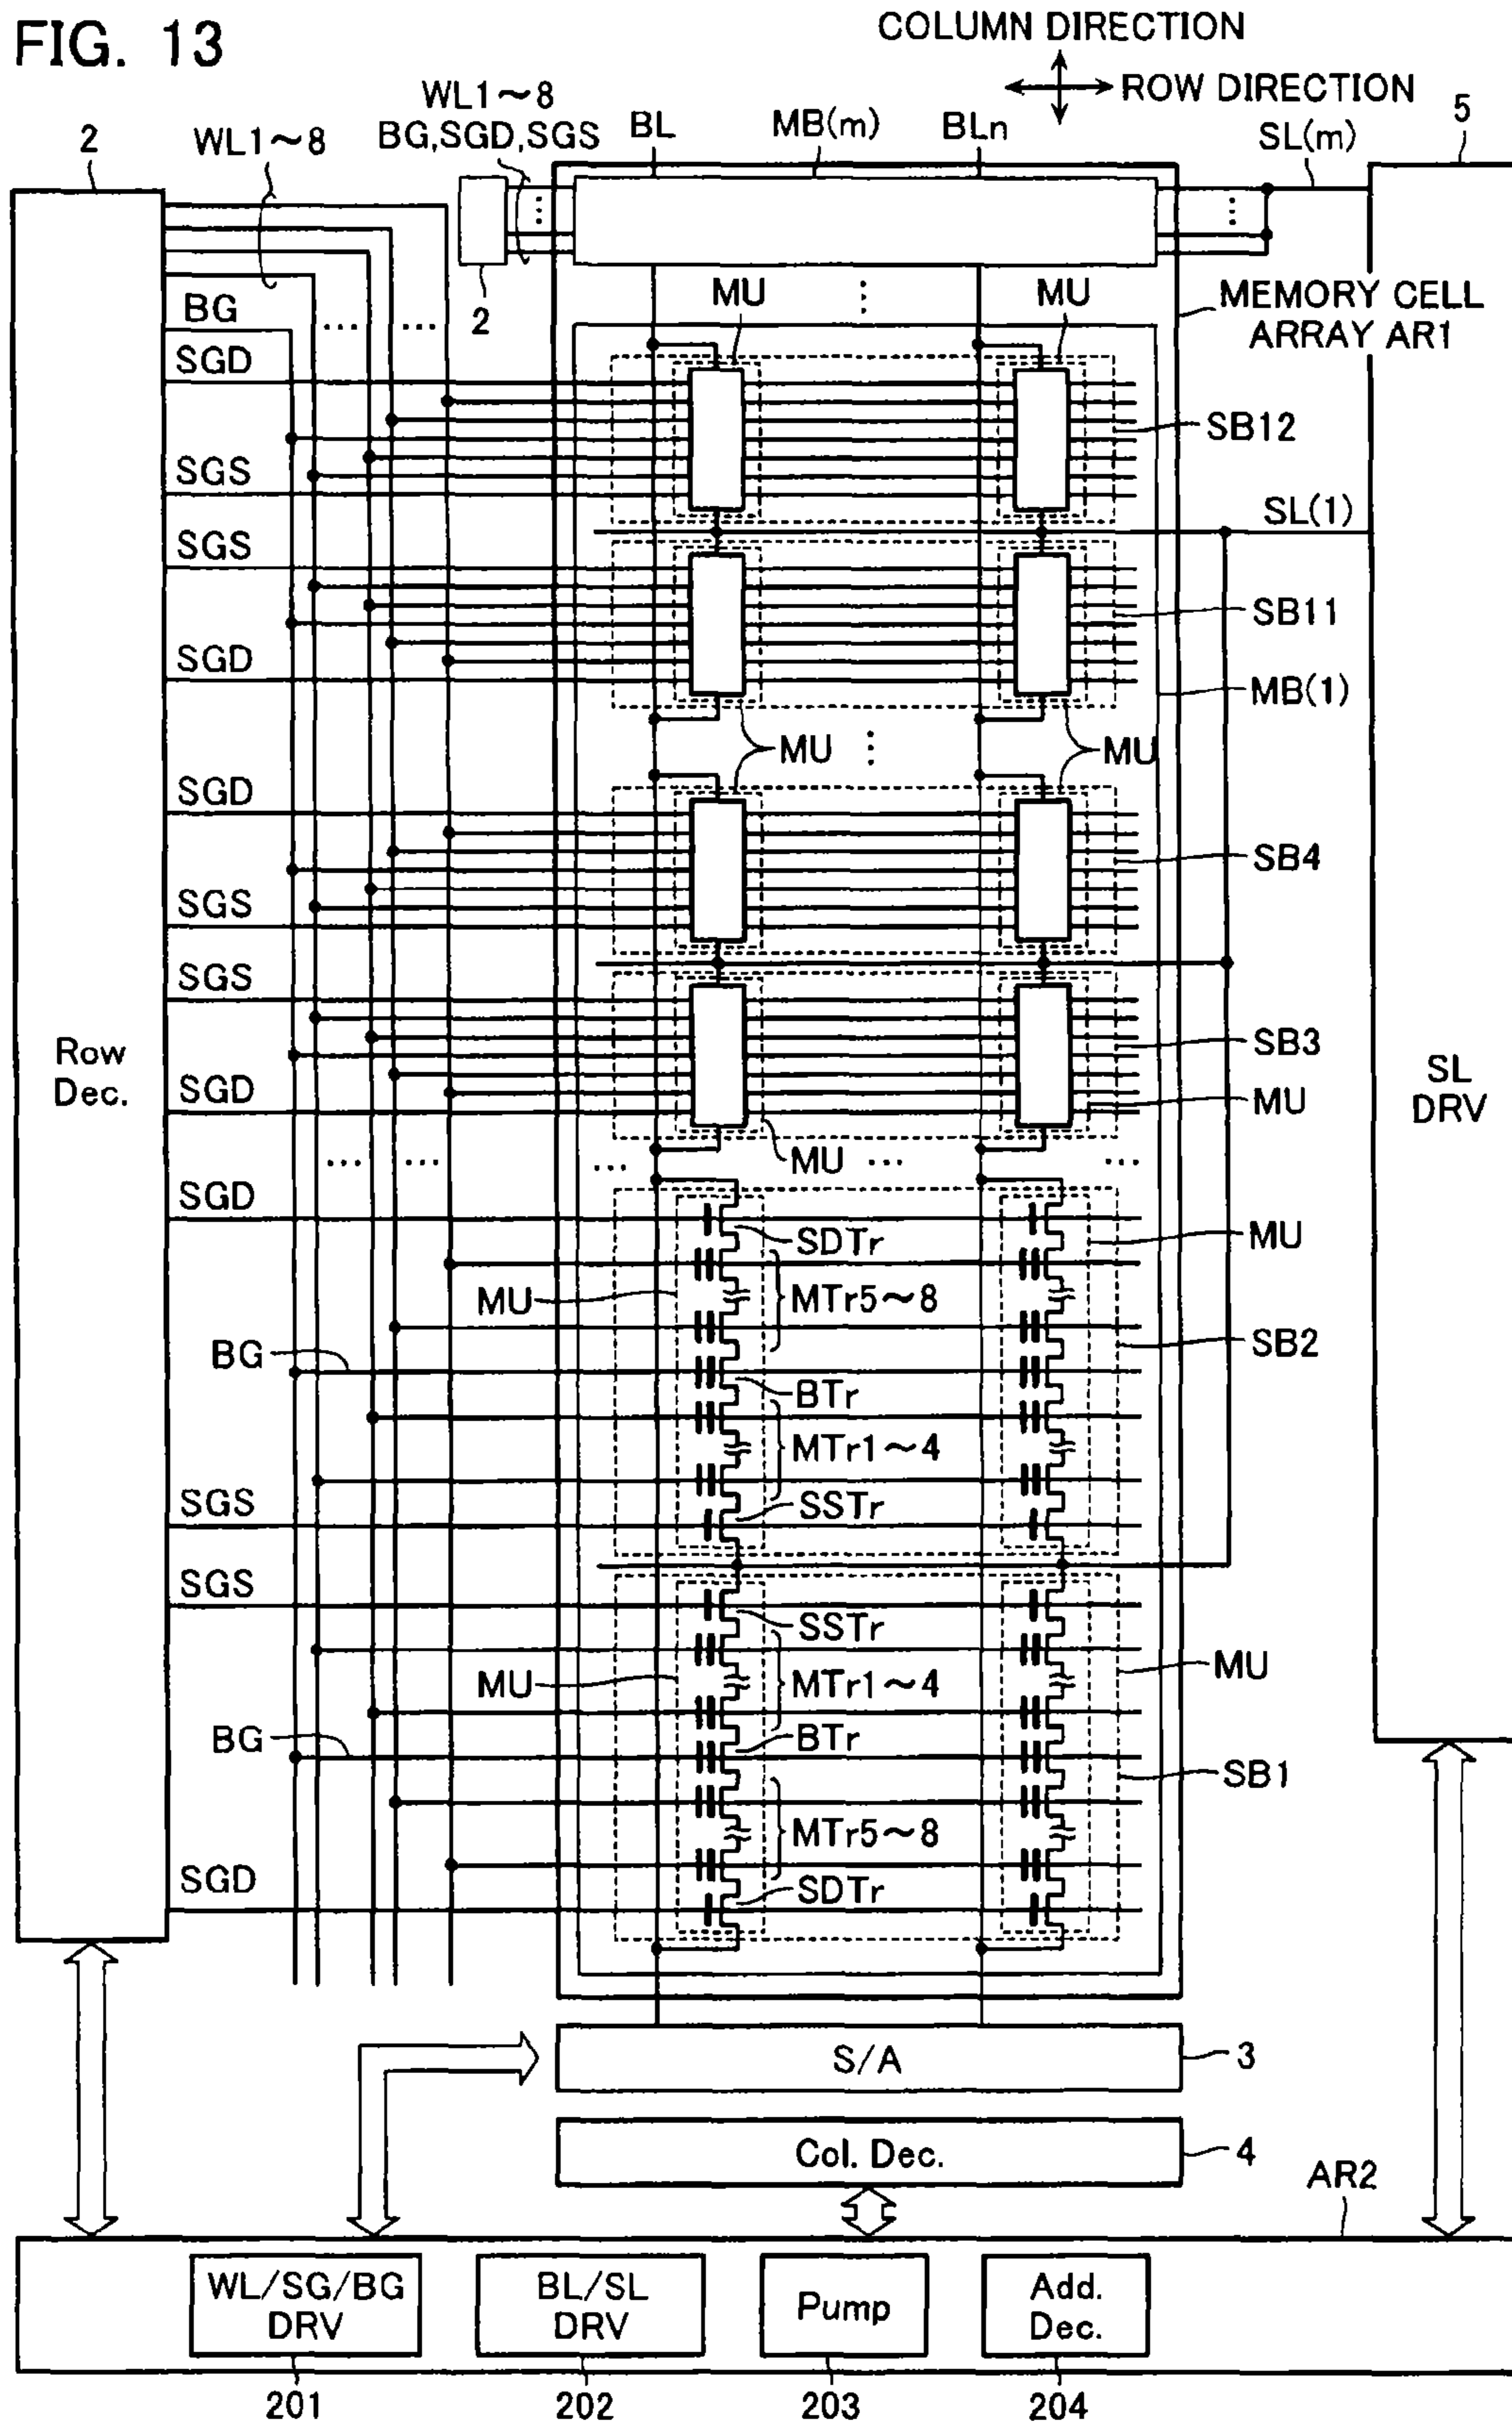 FIG. 13
COLUMN DIRECTION
ROW DIRECTION
WL1~8
BG,SGD,SGS
BL
MB(m)
BLn
SL(m)
5
2
WL1~8
2
MU
⋮
MU
MEMORY CELL
ARRAY AR1
BG
SGD
SB12
SGS
SL(1)
SGS
SB11
SGD
MB(1)
MU
MU
SGD
SB4
SGS
SGS
SB3
Row
Dec.
SL
DRV
SGD
MU
MU
SGD
SDTr
MU
MU
MTr5~8
SB2
BG
BTr
MTr1~4
SGS
SSTr
SGS
SSTr
MU
MTr1~4
MU
BG
BTr
SB1
MTr5~8
SGD
SDTr
S/A
3
Col. Dec.
4
AR2
WL/SG/BG
DRV
BL/SL
DRV
Pump
Add.
Dec.
201
202
203
204